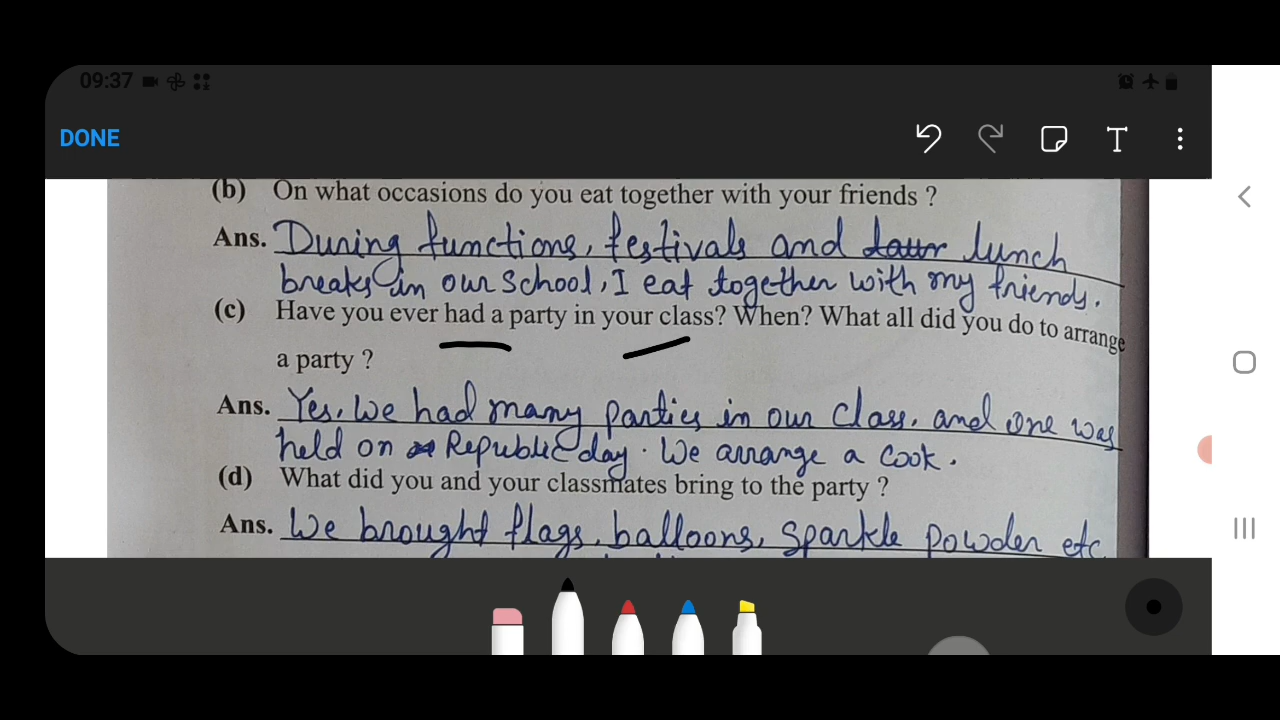 09:37
DONE
T
(b) On what occasions do you eat together with your friends ?
Ans. During functions, festivals and lunch
breaks in our school, I eat together with my friends.
(c) Have you ever had a party in your class? When? What all did you do to arrange
a party ?
Ans. Yes, we had many parties in our class. and one was
held on Republic day. We arrange a cook.
(d) What did you and your classmates bring to the party ?
Ans. We brought flags, balloons, sparkle powder etc.